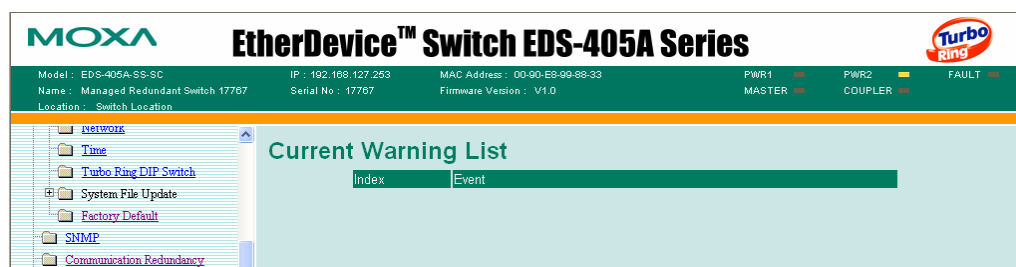 MOXA EtherDevice™ Switch EDS-405A Series Turbo Ring
Model : EDS-405A-SS-SC IP : 192.168.127.253 MAC Address : 00-90-E8-99-88-33 PWR1 PWR2 FAULT
Name : Managed Redundant Switch 17767 Serial No : 17767 Firmware Version : V1.0 MASTER COUPLER
Location : Switch Location
Network
Time
Turbo Ring DIP Switch
System File Update
Factory Default
SNMP
Communication Redundancy
Current Warning List
Index Event